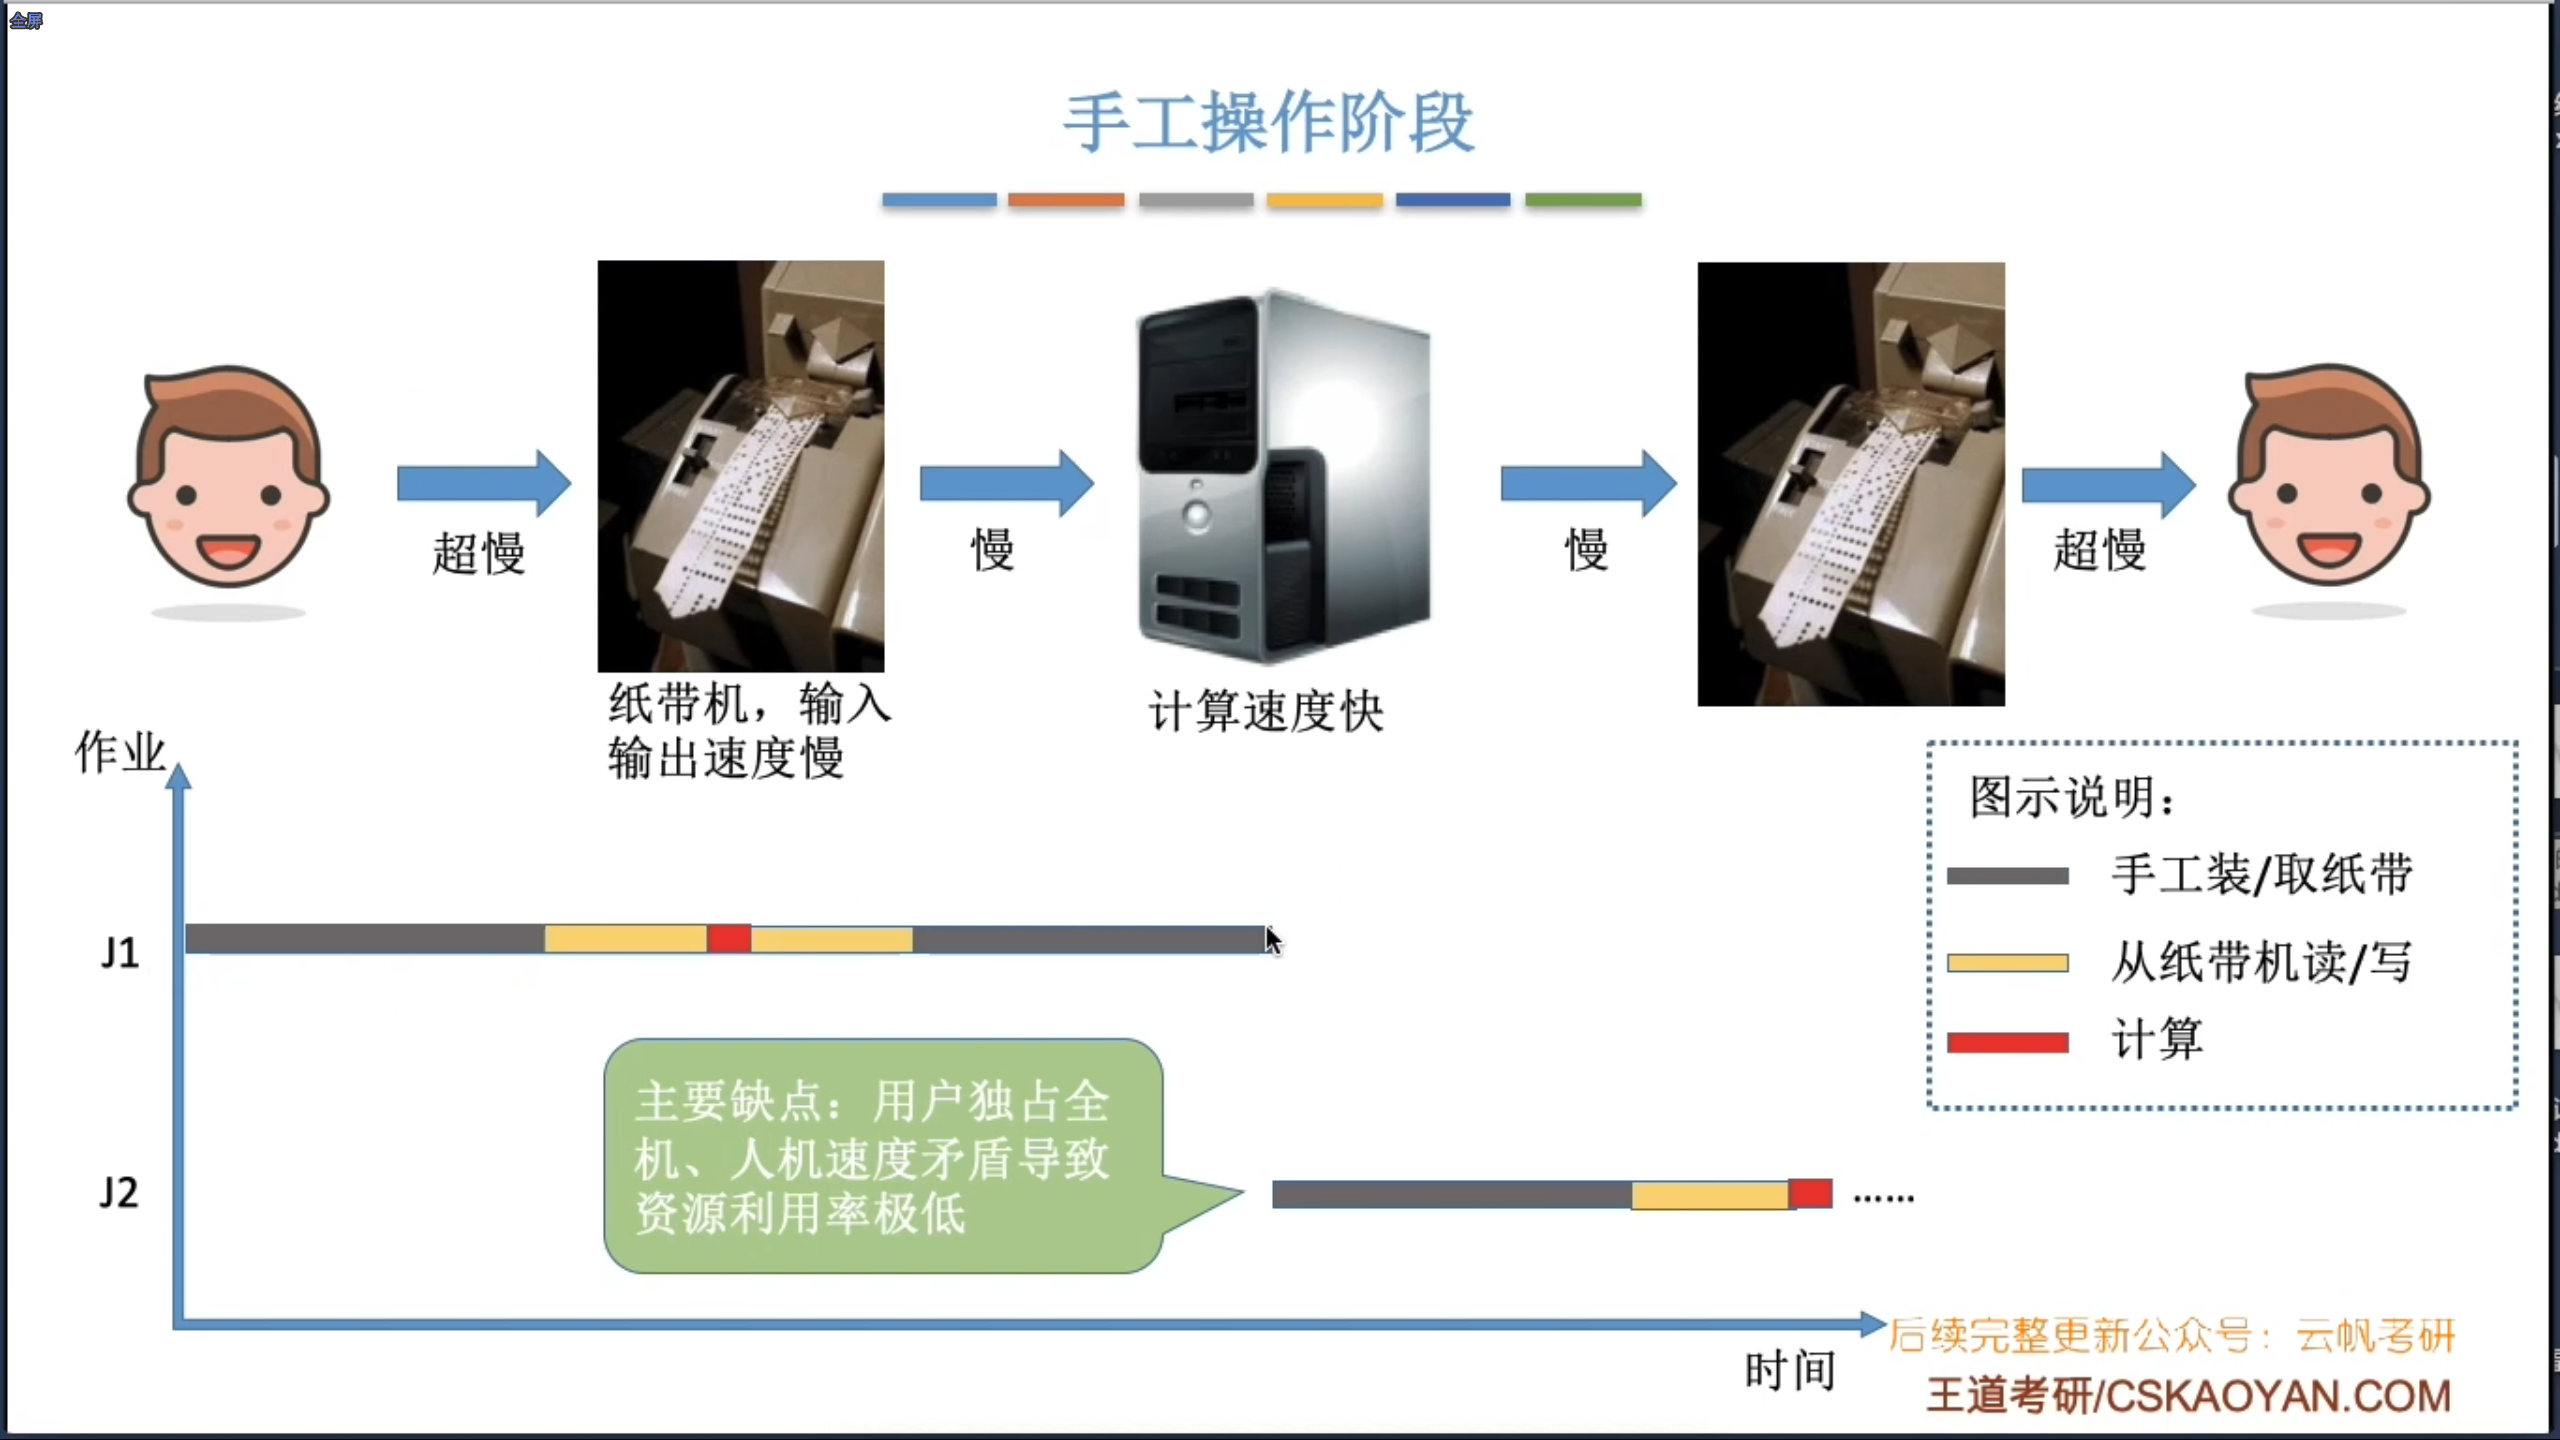 全屏
手工操作阶段
超慢
慢
慢
超慢
纸带机，输入
输出速度慢
计算速度快
作业
图示说明：
手工装/取纸带
从纸带机读/写
计算
J1
主要缺点：用户独占全
机、人机速度矛盾导致
资源利用率极低
J2
......
时间
后续完整更新公众号：云帆考研
王道考研/CSKAOYAN.COM